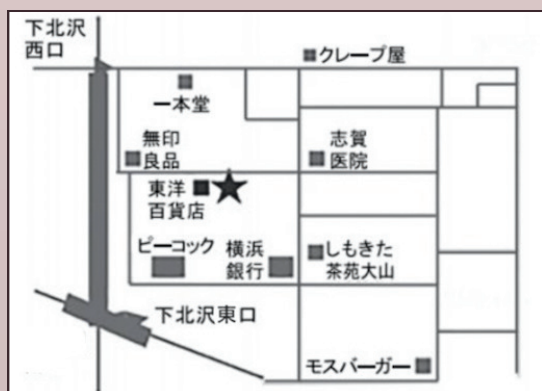 下北沢
西口
クレープ屋
一本堂
無印
良品
志賀
医院
東洋
百貨店
ピーコック
横浜
銀行
しもきた
茶苑大山
下北沢東口
モスバーガー